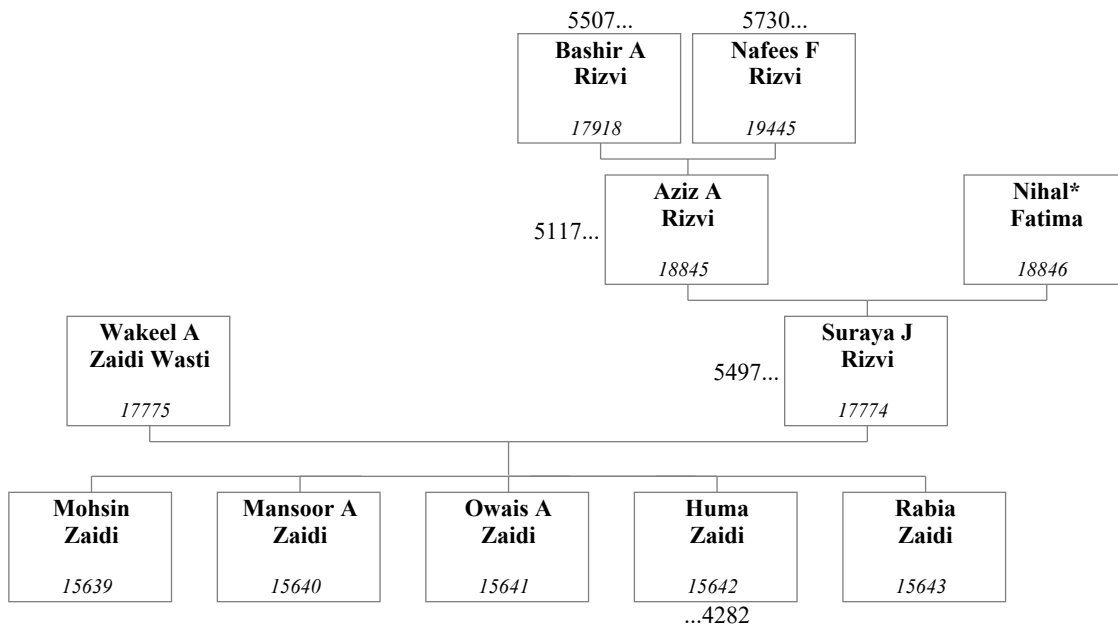 5507...
5730...
Bashir A
Rizvi
17918
Nafees F
Rizvi
19445
Aziz A
Rizvi
18845
5117...
Nihal*
Fatima
18846
Wakeel A
Zaidi Wasti
17775
Suraya J
Rizvi
17774
5497...
Mohsin
Zaidi
15639
Mansoor A
Zaidi
15640
Owais A
Zaidi
15641
Huma
Zaidi
15642
Rabia
Zaidi
15643
...4282